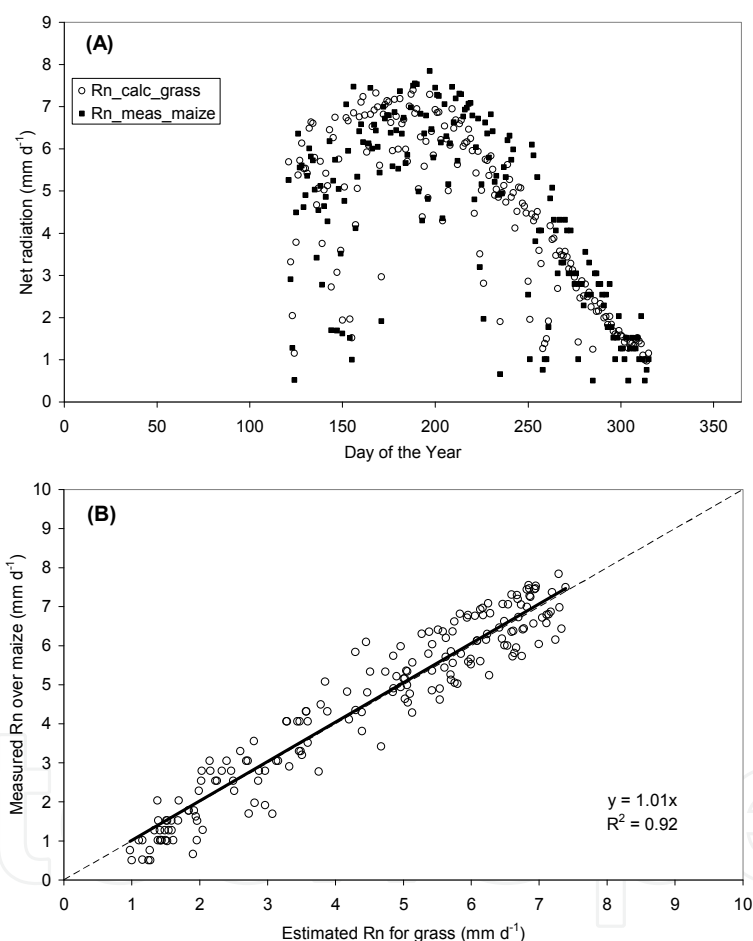 (A)
Rn_calc_grass
Rn_meas_maize
Net radiation (mm d⁻¹)
9
8
7
6
5
4
3
2
1
0
0 50 100 150 200 250 300 350
Day of the Year
(B)
Measured Rn over maize (mm d⁻¹)
10
9
8
7
6
5
4
3
2
1
0
y = 1.01x
R² = 0.92
0 1 2 3 4 5 6 7 8 9 10
Estimated Rn for grass (mm d⁻¹)